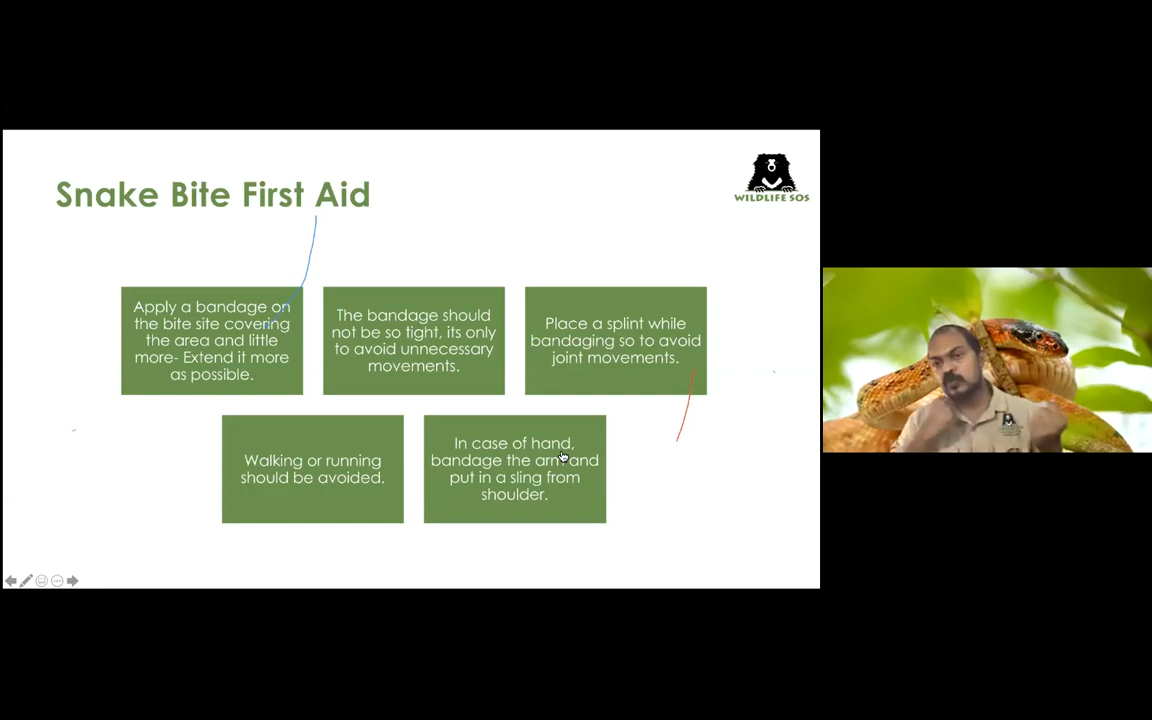 Snake Bite First Aid
WILDLIFE SOS
Apply a bandage on
the bite site covering
the area and little
more- Extend it more
as possible.
The bandage should
not be so tight, its only
to avoid unnecessary
movements.
Place a splint while
bandaging so to avoid
joint movements.
Walking or running
should be avoided.
In case of hand,
bandage the arm and
put in a sling from
shoulder.